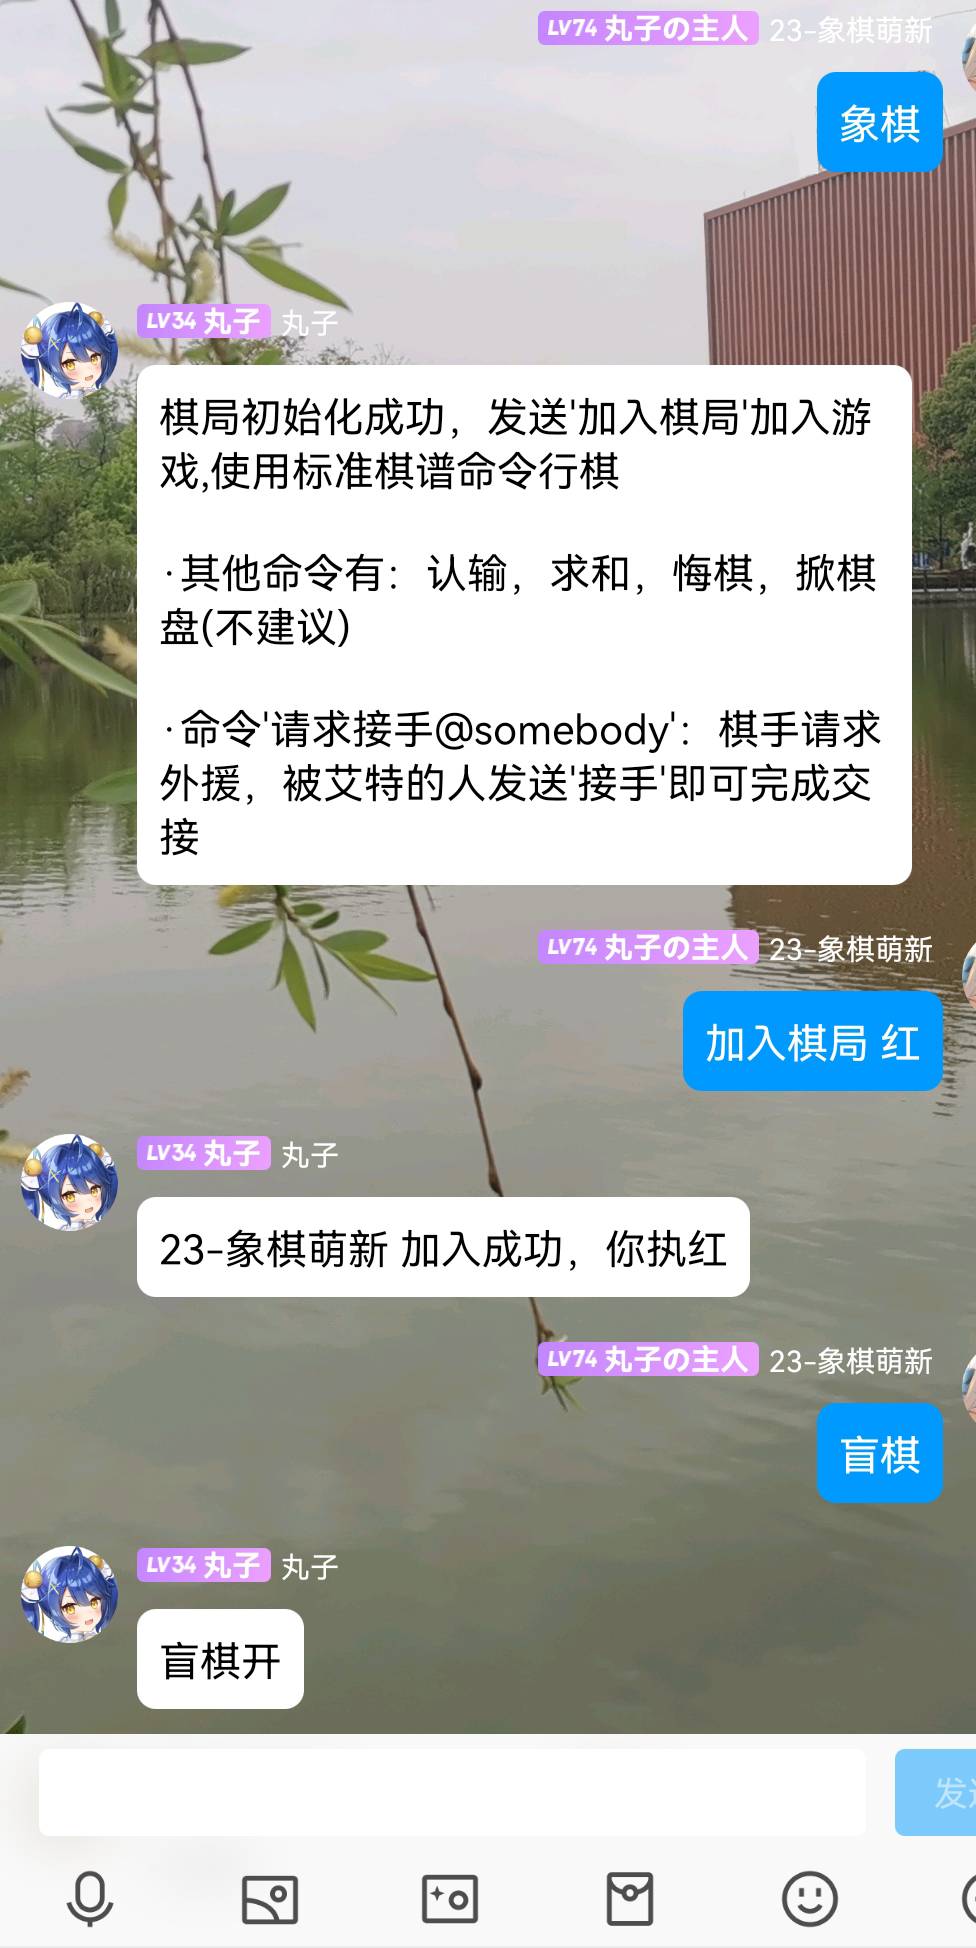 LV74 丸子の主人 23-象棋萌新
象棋
LV34 丸子 丸子
棋局初始化成功，发送'加入棋局'加入游
戏,使用标准棋谱命令行棋
·其他命令有：认输，求和，悔棋，掀棋
盘(不建议)
·命令'请求接手@somebody'：棋手请求
外援，被艾特的人发送'接手'即可完成交
接
LV74 丸子の主人 23-象棋萌新
加入棋局 红
LV34 丸子 丸子
23-象棋萌新 加入成功，你执红
LV74 丸子の主人 23-象棋萌新
盲棋
LV34 丸子 丸子
盲棋开
发